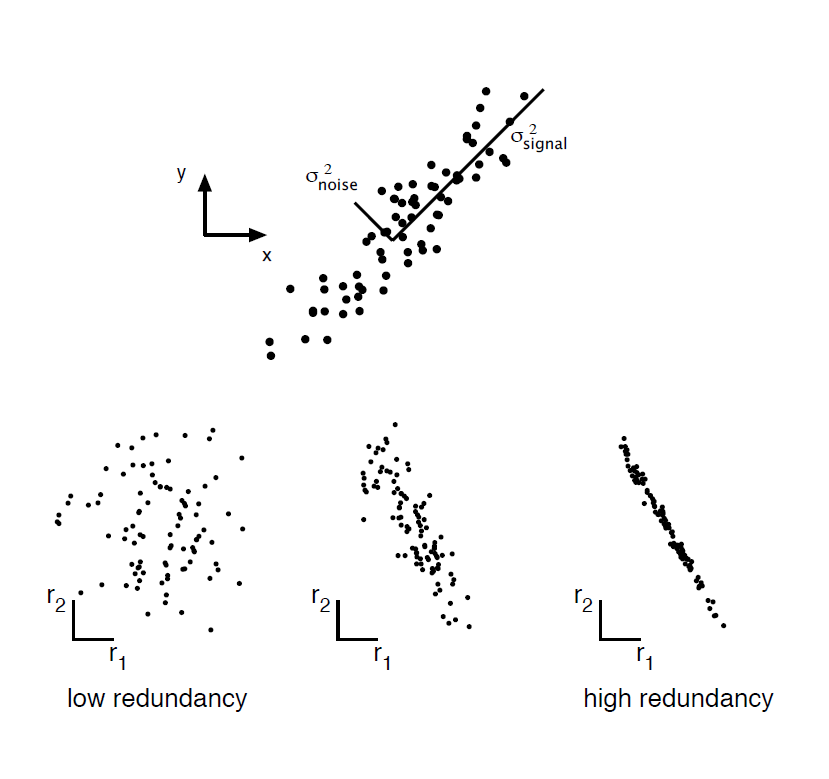 y
x
σ²noise
σ²signal
r₂
r₁
r₂
r₁
r₂
r₁
low redundancy
high redundancy